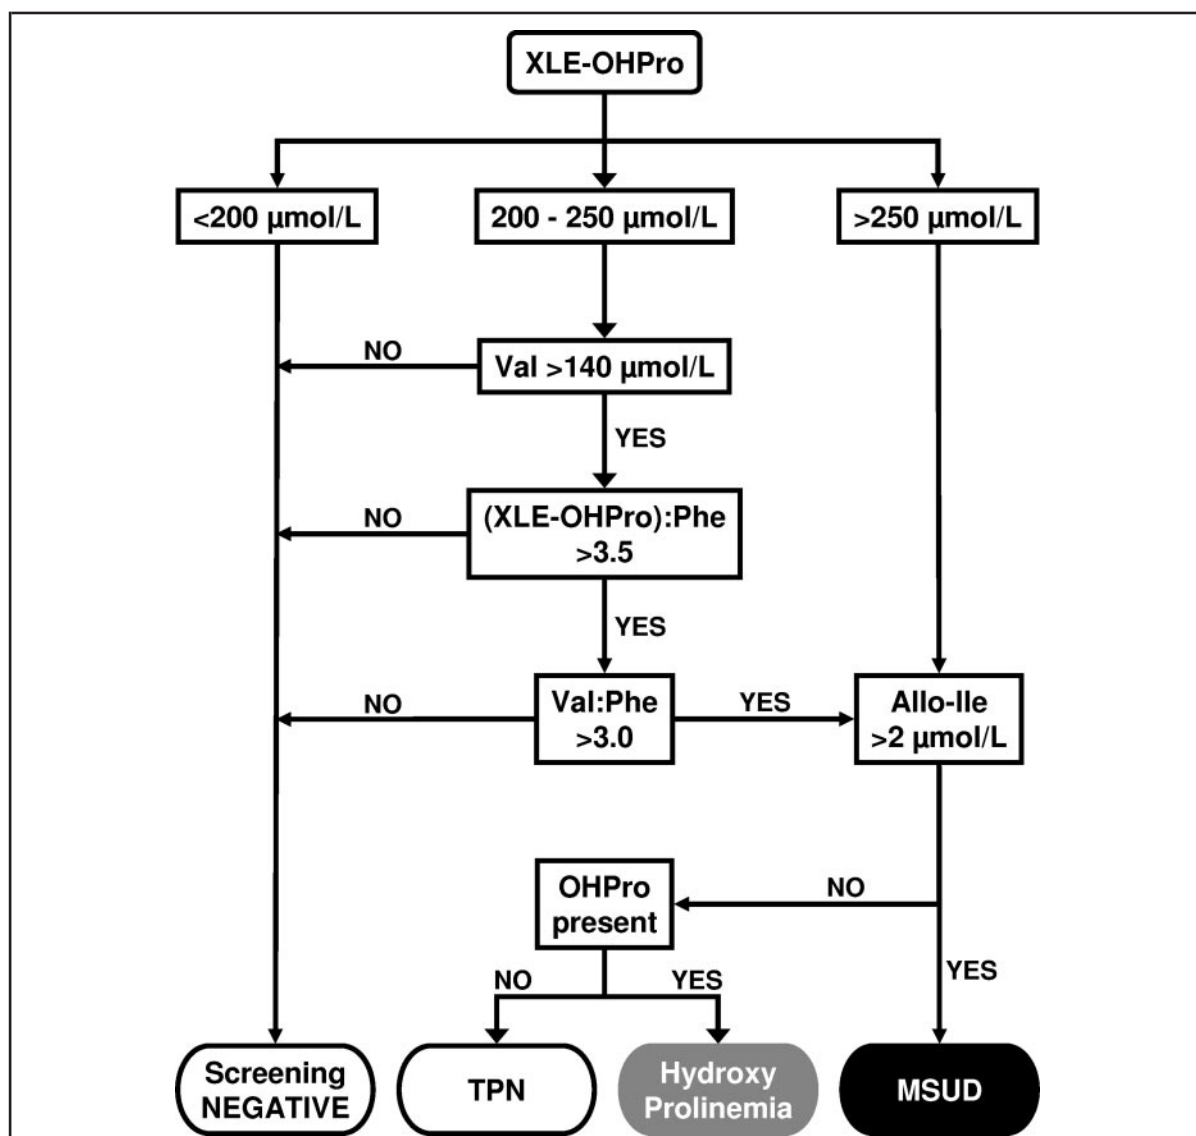 XLE-OHPro
<200 µmol/L
200 - 250 µmol/L
>250 µmol/L
NO
Val >140 µmol/L
YES
NO
(XLE-OHPro):Phe
>3.5
YES
NO
Val:Phe
>3.0
YES
Allo-Ile
>2 µmol/L
OHPro
present
NO
NO
YES
YES
Screening
NEGATIVE
TPN
Hydroxy
Prolinemia
MSUD